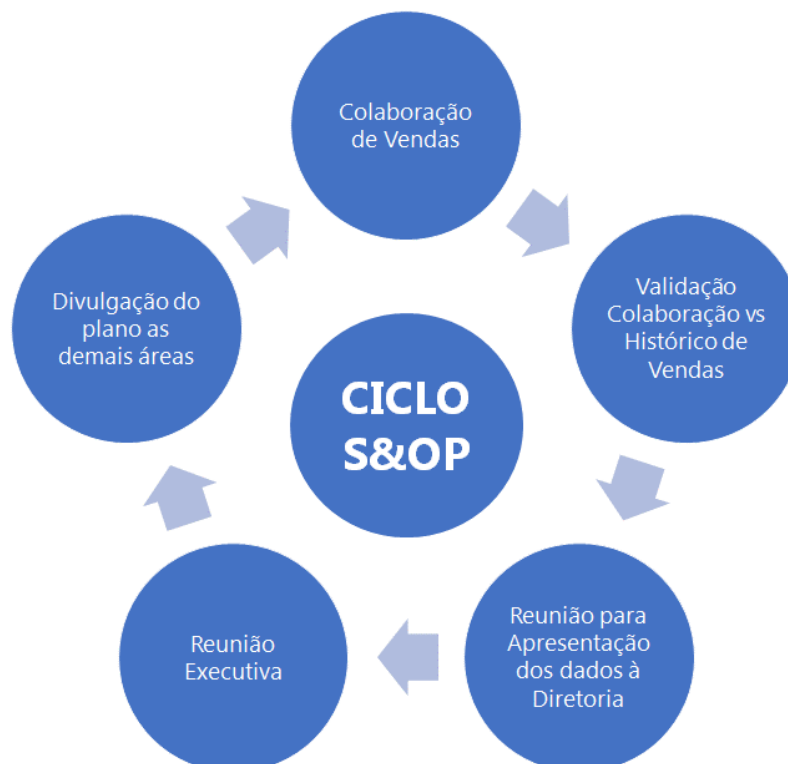 Colaboração
de Vendas
Validação
Colaboração vs
Histórico de
Vendas
Reunião para
Apresentação
dos dados à
Diretoria
Reunião
Executiva
Divulgação do
plano as
demais áreas
CICLO
S&OP